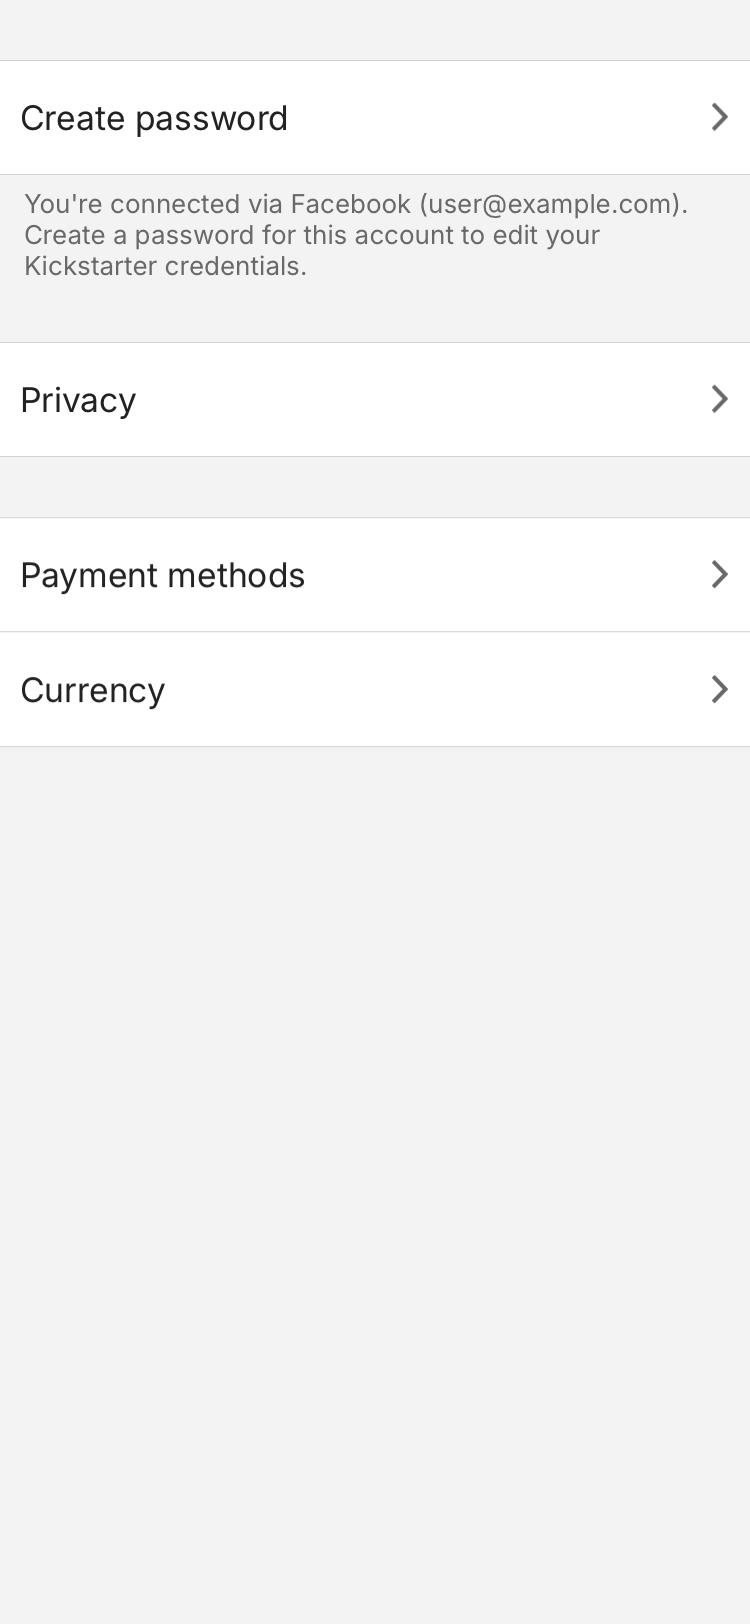 Create password
You're connected via Facebook (user@example.com).
Create a password for this account to edit your
Kickstarter credentials.
Privacy
Payment methods
Currency